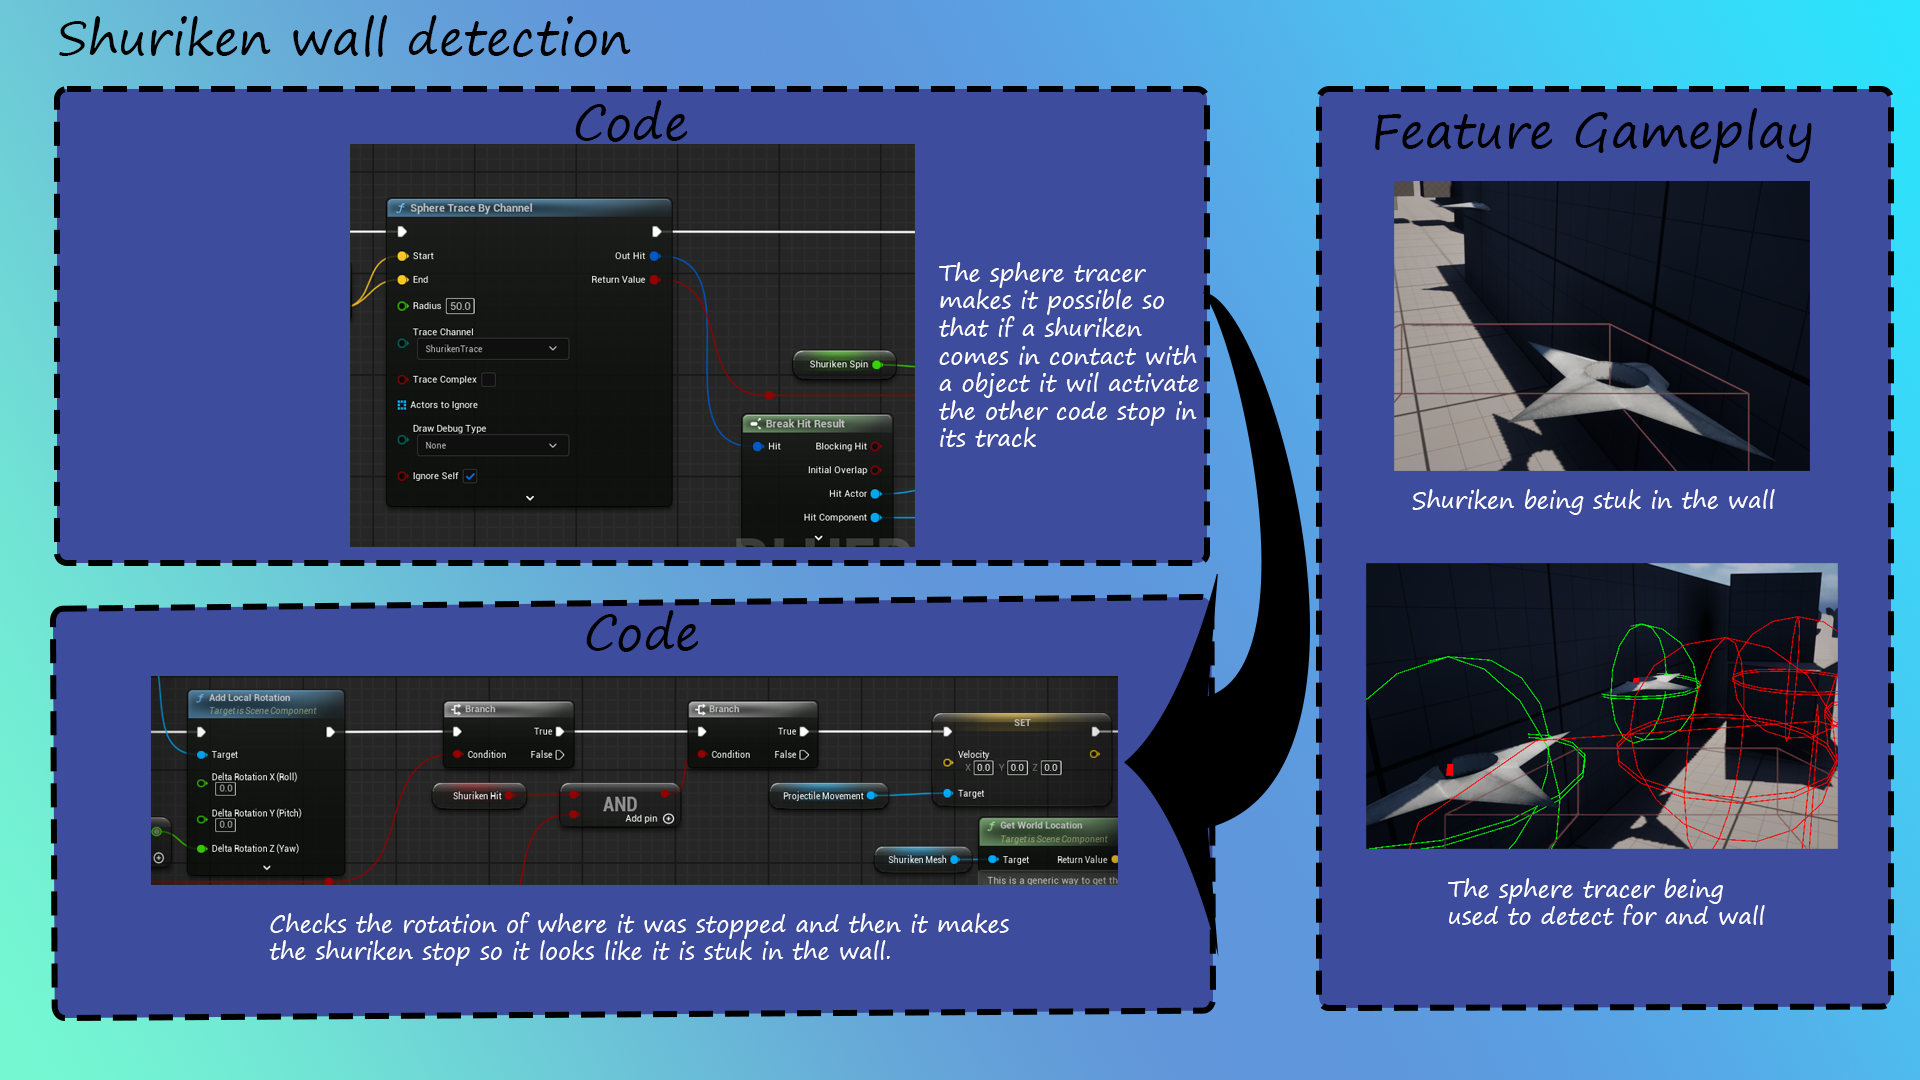 Shuriken wall detection
Code
Sphere Trace By Channel
Start
Out Hit
End
Return Value
Radius 50.0
Trace Channel
ShurikenTrace
Trace Complex
Actors to Ignore
Draw Debug Type
None
Ignore Self
Shuriken Spin
Break Hit Result
Hit
Blocking Hit
Initial Overlap
Hit Actor
Hit Component
The sphere tracer
makes it possible so
that if a shuriken
comes in contact with
a object it wil activate
the other code stop in
its track
Code
Add Local Rotation
Target is Scene Component
Target
Delta Rotation X (Roll)
0.0
Delta Rotation Y (Pitch)
0.0
Delta Rotation Z (Yaw)
Branch
True
Condition
False
Shuriken Hit
AND
Add pin
Branch
True
Condition
False
Projectile Movement
SET
Velocity
X 0.0 Y 0.0 Z 0.0
Target
Get World Location
Target is Scene Component
Shuriken Mesh
Target
Return Value
This is a generic way to get th
Checks the rotation of where it was stopped and then it makes
the shuriken stop so it looks like it is stuk in the wall.
Feature Gameplay
Shuriken being stuk in the wall
The sphere tracer being
used to detect for and wall